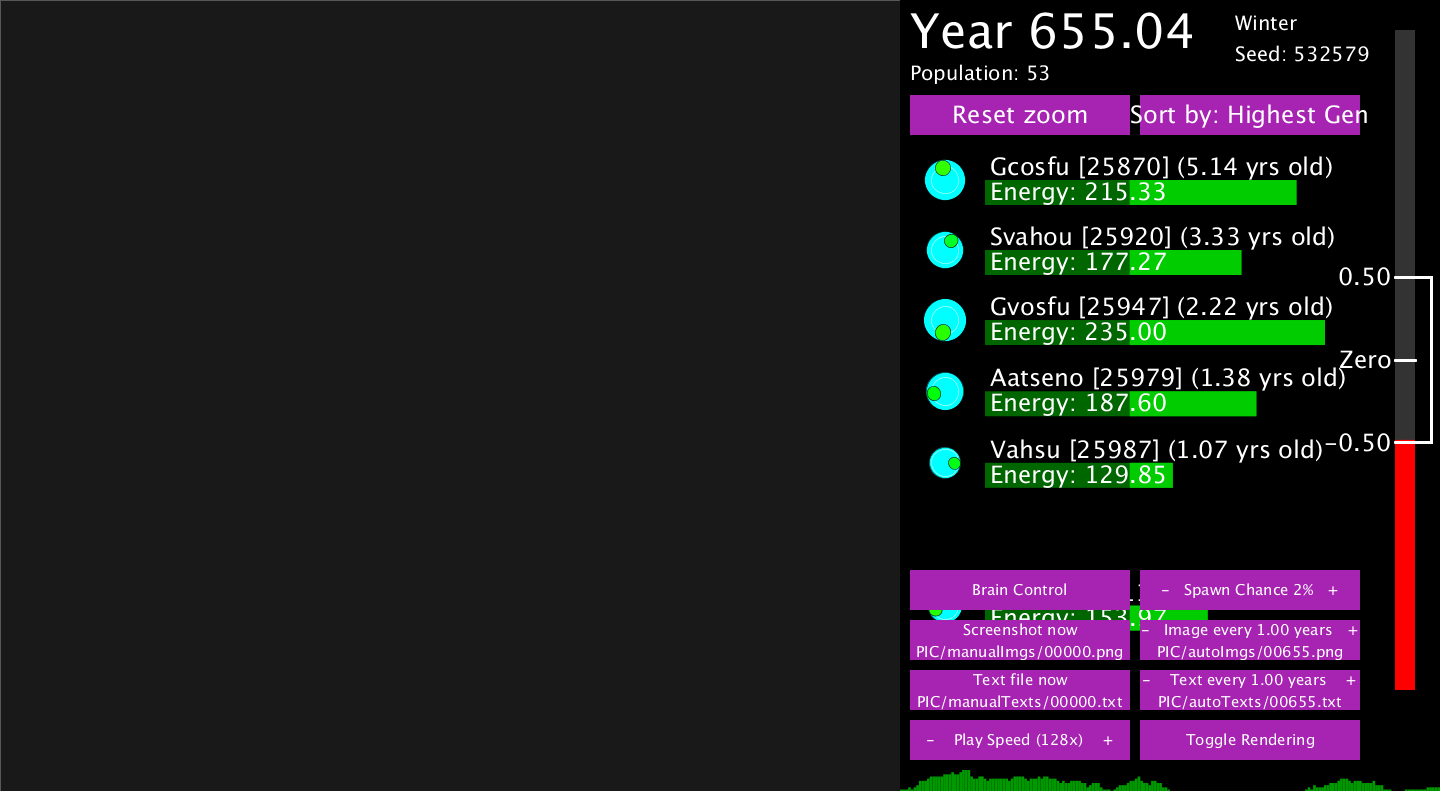 Year 655.04
Winter
Seed: 532579
Population: 53
Reset zoom
Sort by: Highest Gen
Gcosfu [25870] (5.14 yrs old)
Energy: 215.33
Svahou [25920] (3.33 yrs old)
Energy: 177.27
0.50
Gvosfu [25947] (2.22 yrs old)
Energy: 235.00
Zero
Aatseno [25979] (1.38 yrs old)
Energy: 187.60
-0.50
Vahsu [25987] (1.07 yrs old)
Energy: 129.85
Brain Control
- Spawn Chance 2% +
Energy: 153.97
Screenshot now
PIC/manualImgs/00000.png
- Image every 1.00 years +
PIC/autoImgs/00655.png
Text file now
PIC/manualTexts/00000.txt
- Text every 1.00 years +
PIC/autoTexts/00655.txt
- Play Speed (128x) +
Toggle Rendering